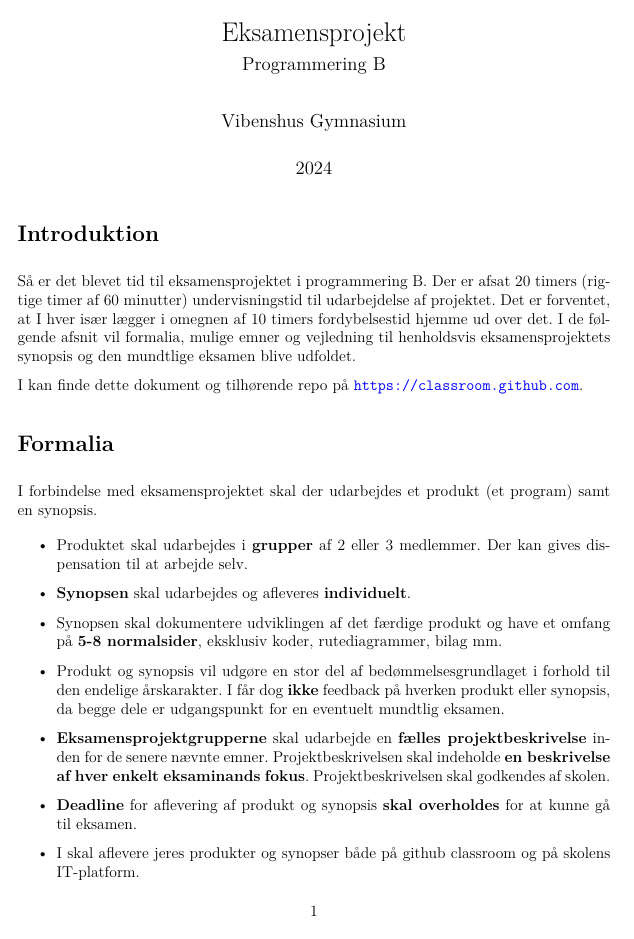 Eksamensprojekt
Programmering B
Vibenshus Gymnasium
2024
Introduktion
Så er det blevet tid til eksamensprojektet i programmering B. Der er afsat 20 timers (rig-
tige timer af 60 minutter) undervisningstid til udarbejdelse af projektet. Det er forventet,
at I hver især lægger i omegnen af 10 timers fordybelsestid hjemme ud over det. I de føl-
gende afsnit vil formalia, mulige emner og vejledning til henholdsvis eksamensprojektets
synopsis og den mundtlige eksamen blive udfoldet.
I kan finde dette dokument og tilhørende repo på https://classroom.github.com.
Formalia
I forbindelse med eksamensprojektet skal der udarbejdes et produkt (et program) samt
en synopsis.
• Produktet skal udarbejdes i grupper af 2 eller 3 medlemmer. Der kan gives dis-
pensation til at arbejde selv.
• Synopsen skal udarbejdes og afleveres individuelt.
• Synopsen skal dokumentere udviklingen af det færdige produkt og have et omfang
på 5-8 normalsider, eksklusiv koder, rutediagrammer, bilag mm.
• Produkt og synopsis vil udgøre en stor del af bedømmelsesgrundlaget i forhold til
den endelige årskarakter. I får dog ikke feedback på hverken produkt eller synopsis,
da begge dele er udgangspunkt for en eventuelt mundtlig eksamen.
• Eksamensprojektgrupperne skal udarbejde en fælles projektbeskrivelse in-
den for de senere nævnte emner. Projektbeskrivelsen skal indeholde en beskrivelse
af hver enkelt eksaminands fokus. Projektbeskrivelsen skal godkendes af skolen.
• Deadline for aflevering af produkt og synopsis skal overholdes for at kunne gå
til eksamen.
• I skal aflevere jeres produkter og synopser både på github classroom og på skolens
IT-platform.
1